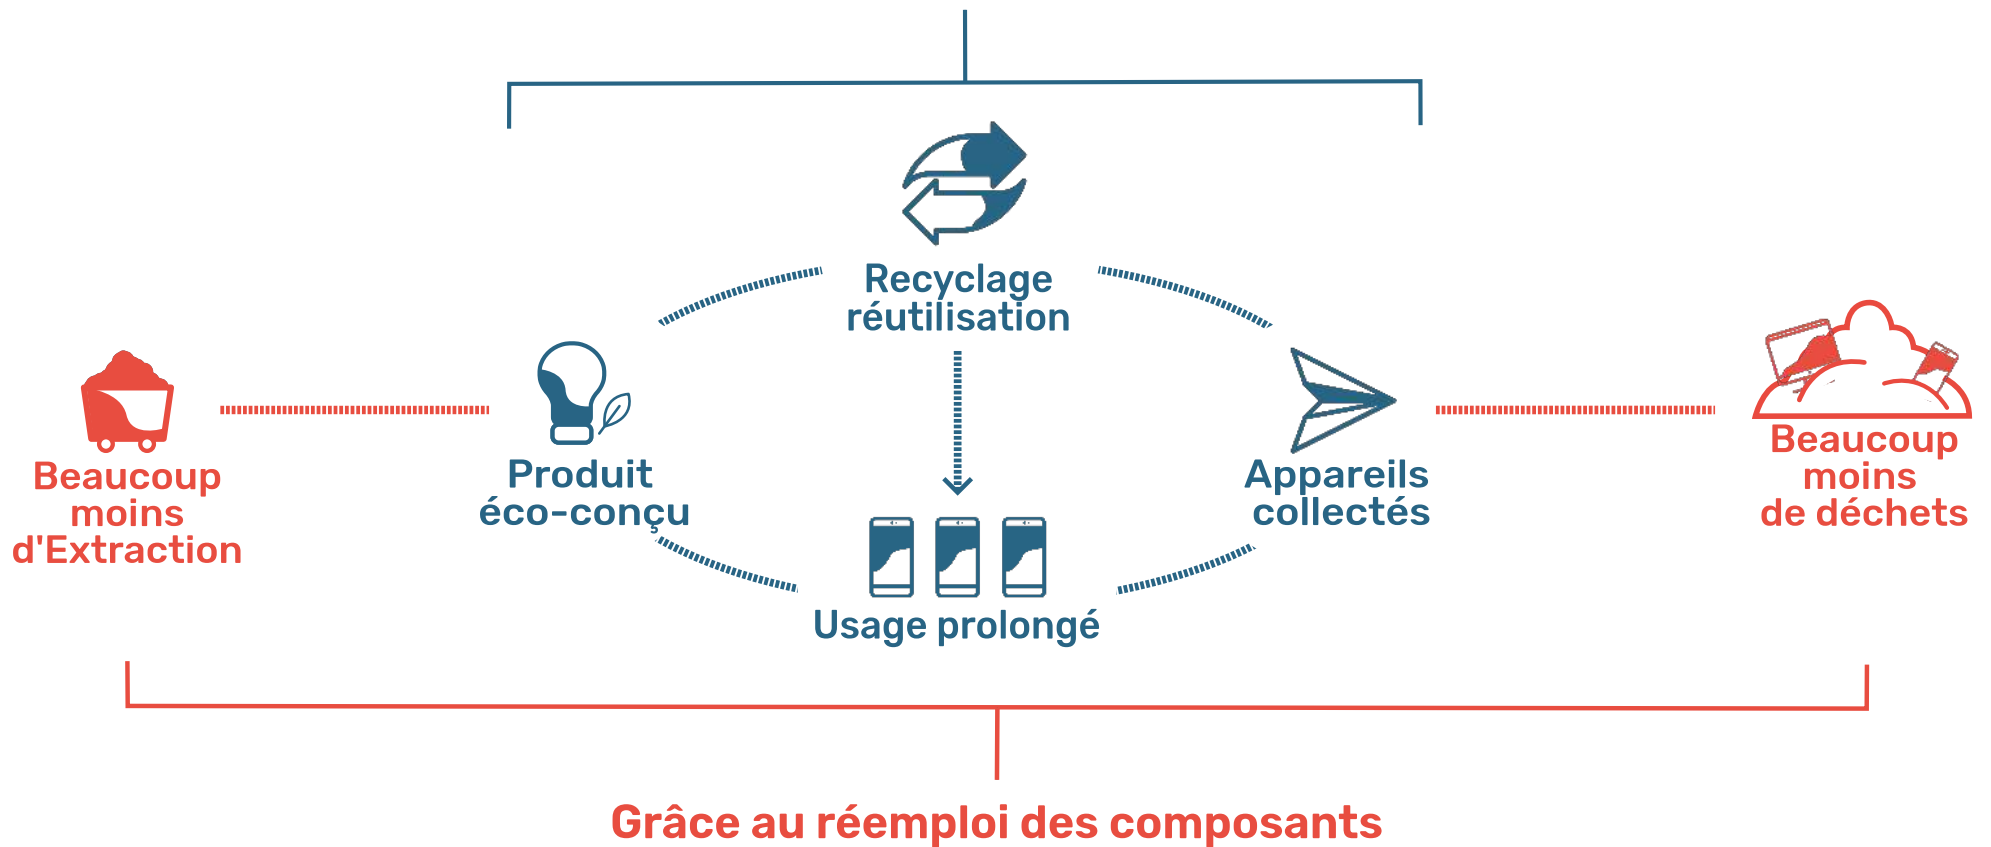 Recyclage
réutilisation
Beaucoup
moins
d'Extraction
Produit
éco-conçu
Appareils
collectés
Beaucoup
moins
de déchets
Usage prolongé
Grâce au réemploi des composants